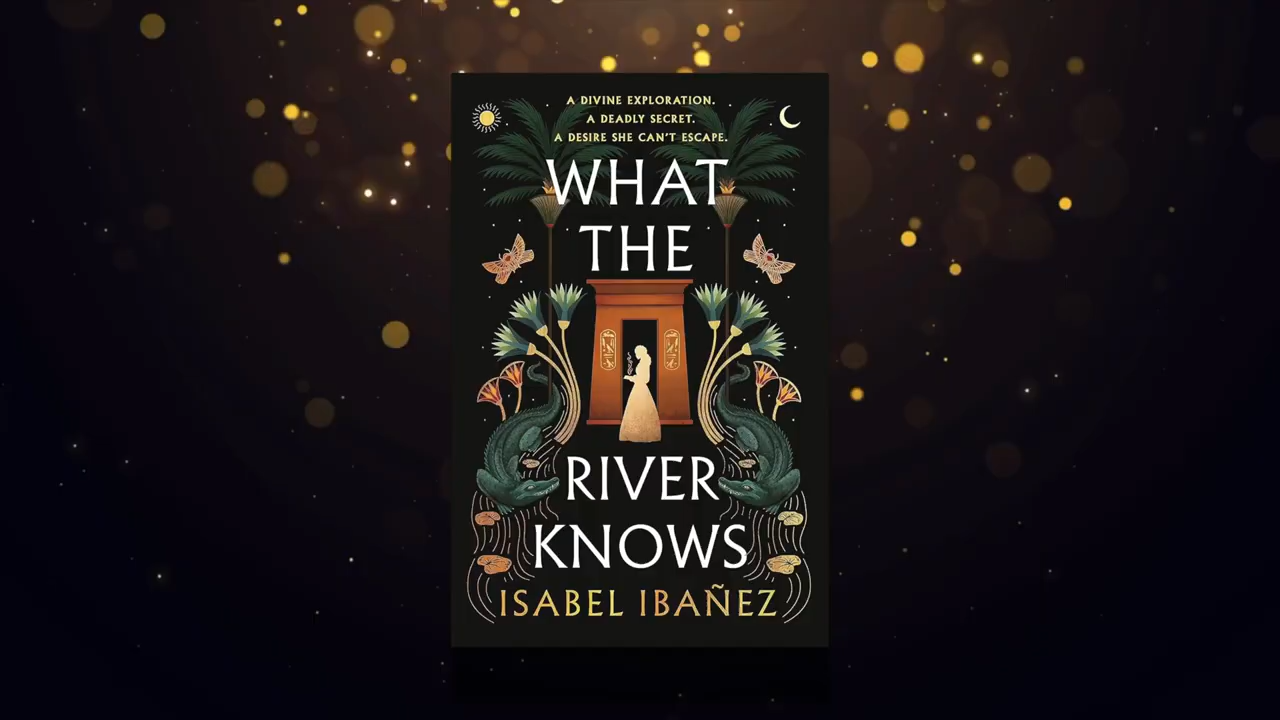 A DIVINE EXPLORATION.
A DEADLY SECRET.
A DESIRE SHE CAN'T ESCAPE.
WHAT
THE
RIVER
KNOWS
ISABEL IBAÑEZ